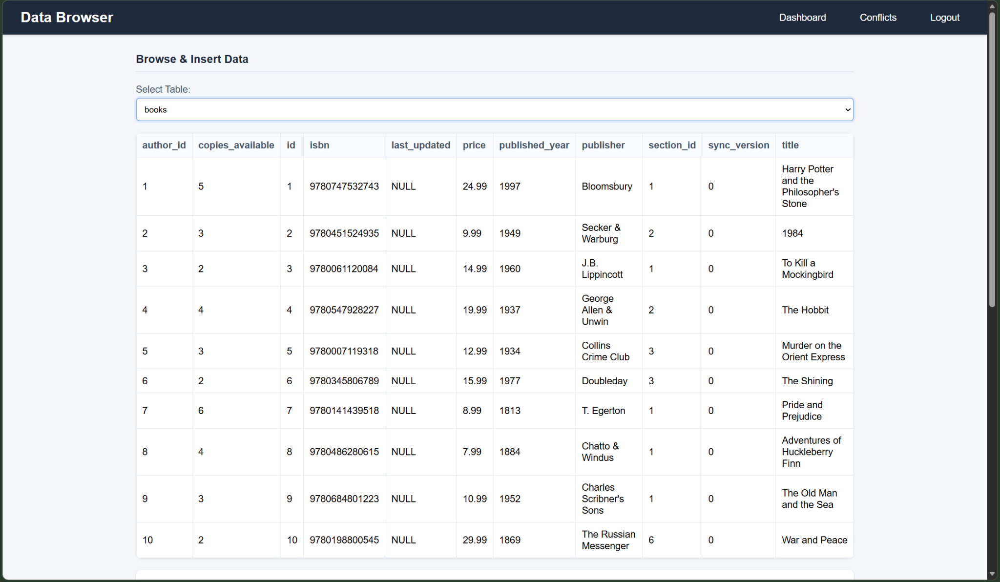 Data Browser Dashboard Conflicts Logout
Browse & Insert Data
Select Table:
books
author_id copies_available id isbn last_updated price published_year publisher section_id sync_version title
1 5 1 9780747532743 NULL 24.99 1997 Bloomsbury 1 0 Harry Potter
and the
Philosopher's
Stone
2 3 2 9780451524935 NULL 9.99 1949 Secker &
Warburg 2 0 1984
3 2 3 9780061120084 NULL 14.99 1960 J.B.
Lippincott 1 0 To Kill a
Mockingbird
4 4 4 9780547928227 NULL 19.99 1937 George
Allen &
Unwin 2 0 The Hobbit
5 3 5 9780007119318 NULL 12.99 1934 Collins
Crime Club 3 0 Murder on the
Orient Express
6 2 6 9780345806789 NULL 15.99 1977 Doubleday 3 0 The Shining
7 6 7 9780141439518 NULL 8.99 1813 T. Egerton 1 0 Pride and
Prejudice
8 4 8 9780486280615 NULL 7.99 1884 Chatto &
Windus 1 0 Adventures of
Huckleberry
Finn
9 3 9 9780684801223 NULL 10.99 1952 Charles
Scribner's
Sons 1 0 The Old Man
and the Sea
10 2 10 9780198800545 NULL 29.99 1869 The Russian
Messenger 6 0 War and Peace